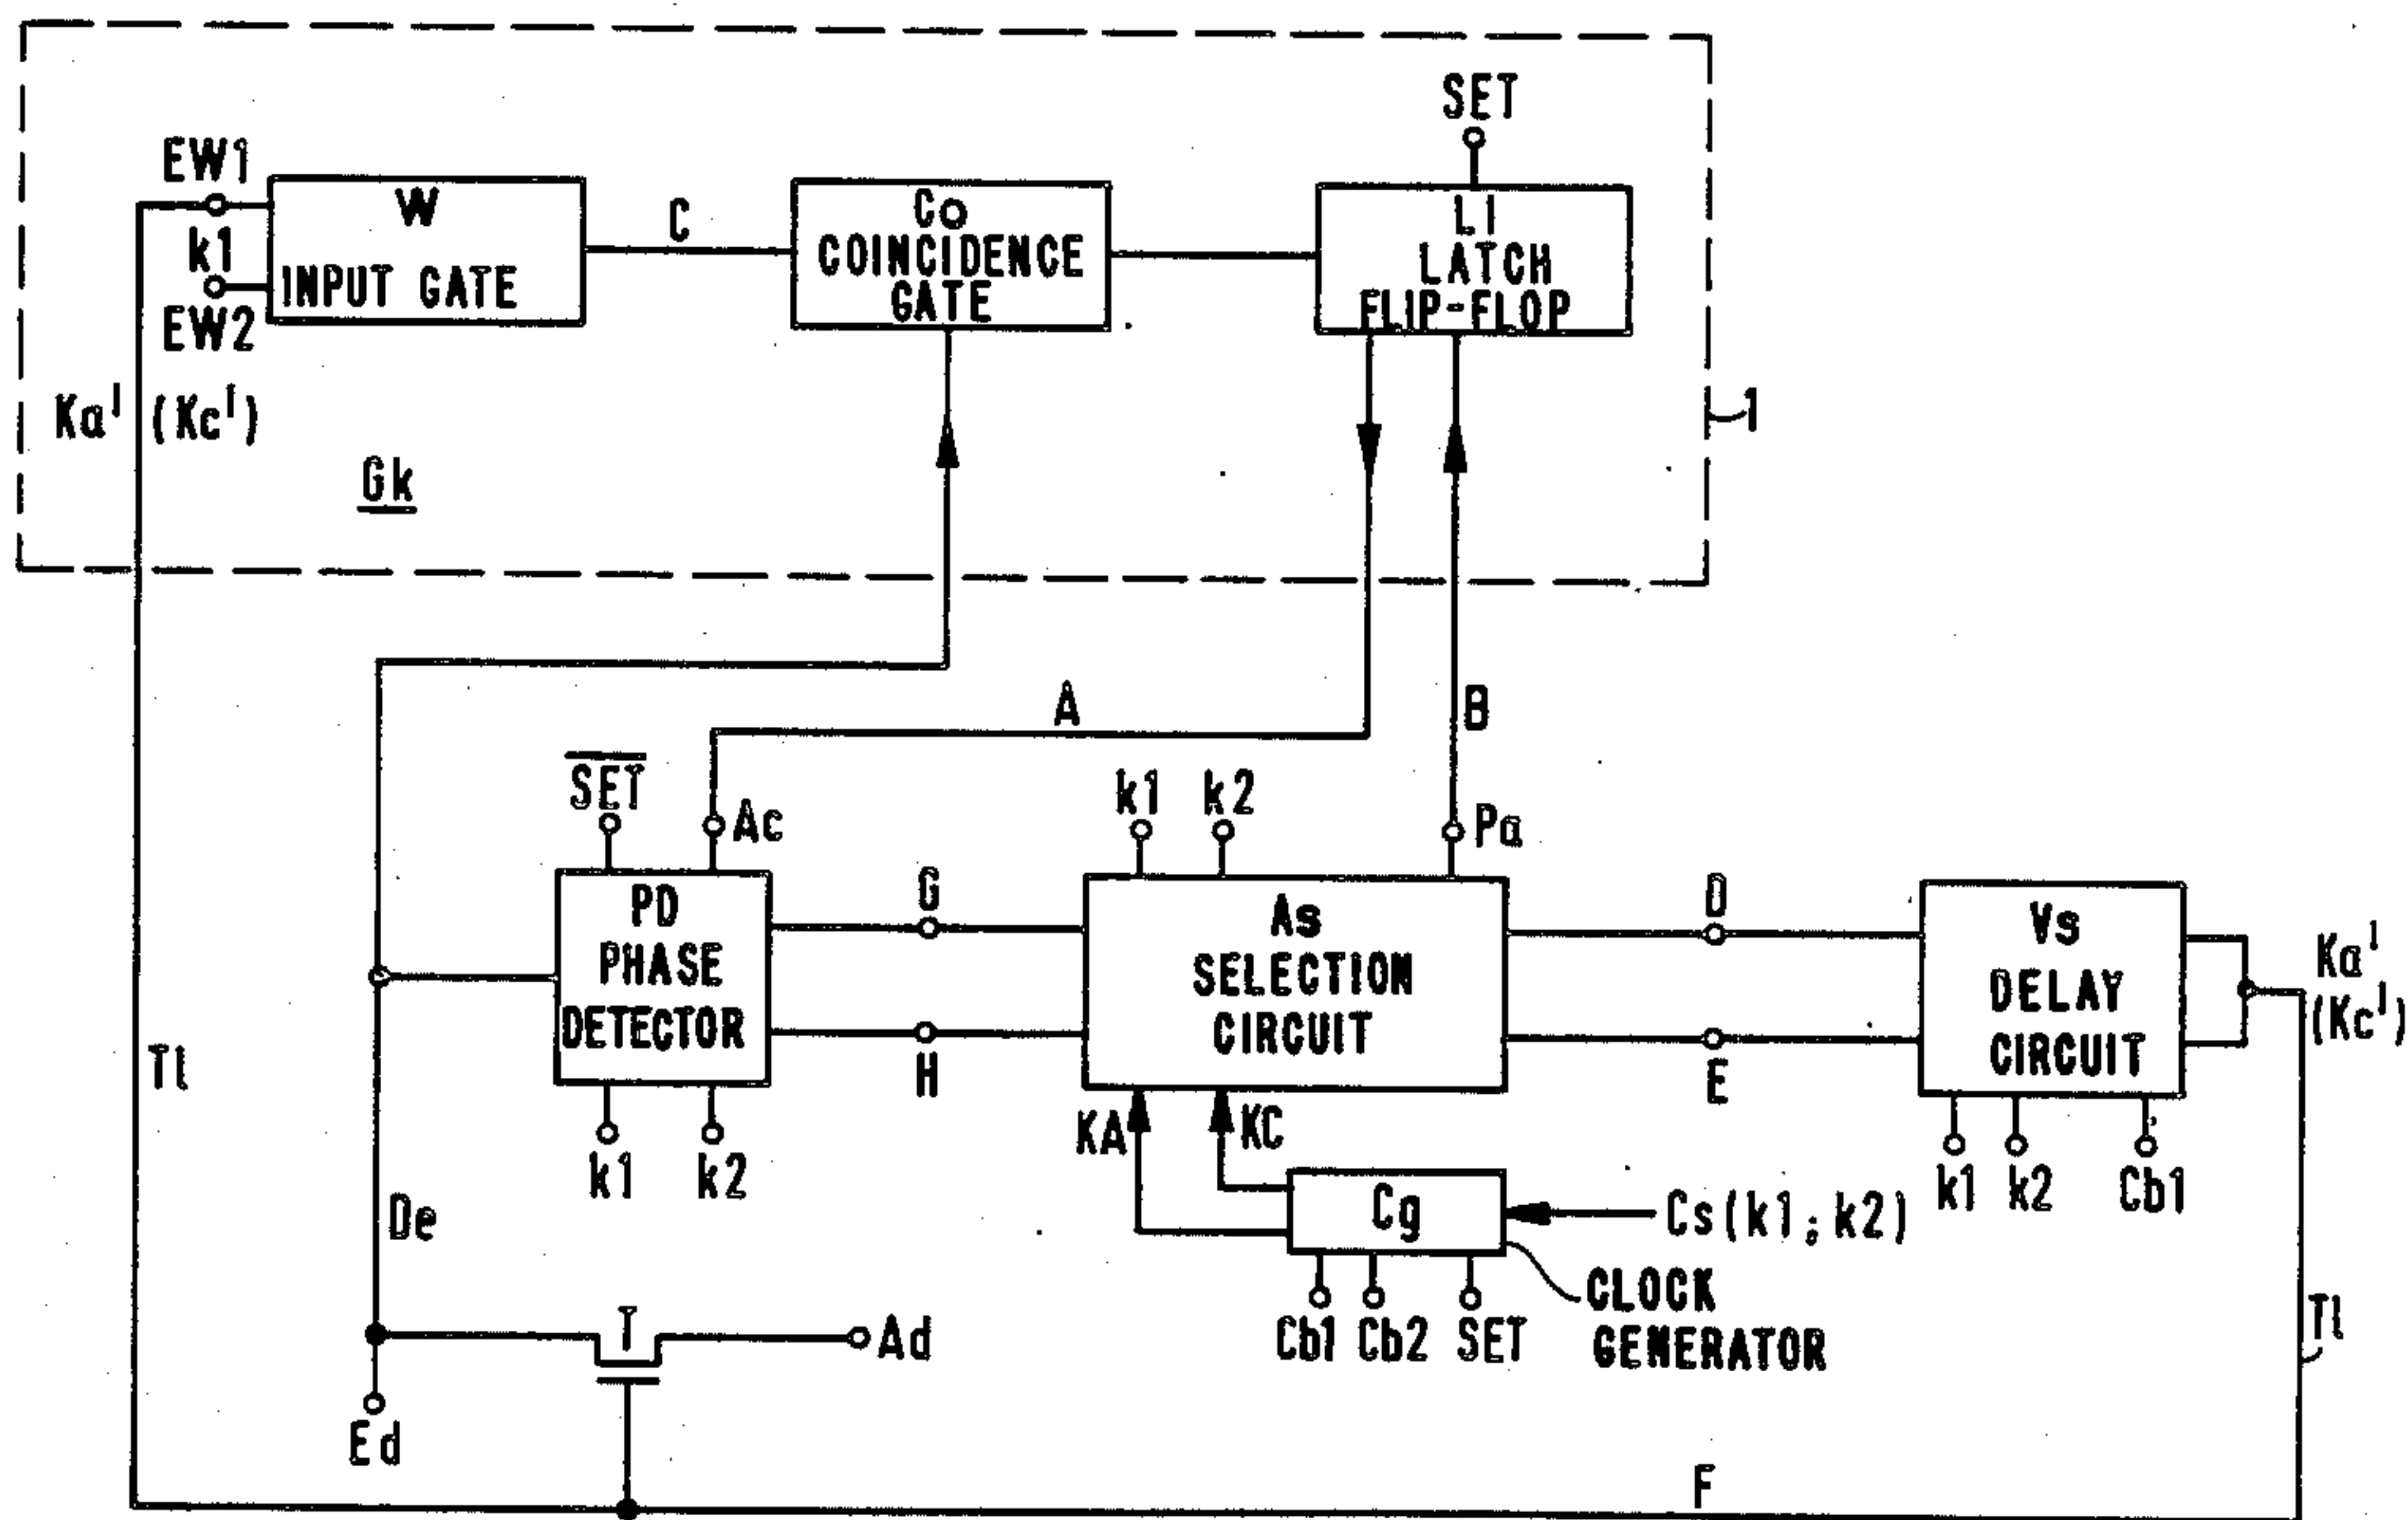 SET
EW1
W
INPUT GATE
k1
EW2
C
Co
COINCIDENCE
GATE
L1
LATCH
FLIP-FLOP
Ka' (Kc')
Gk
1
A
B
SET
Ac
k1
k2
Pa
PD
PHASE
DETECTOR
G
H
As
SELECTION
CIRCUIT
D
E
Vs
DELAY
CIRCUIT
Ka'
(Kc')
Tl
k1
k2
KA
KC
k1
k2
Cb1
De
Cg
Cs(k1;k2)
CLOCK
GENERATOR
Cb1
Cb2
SET
T
Ad
Ed
Tl
F